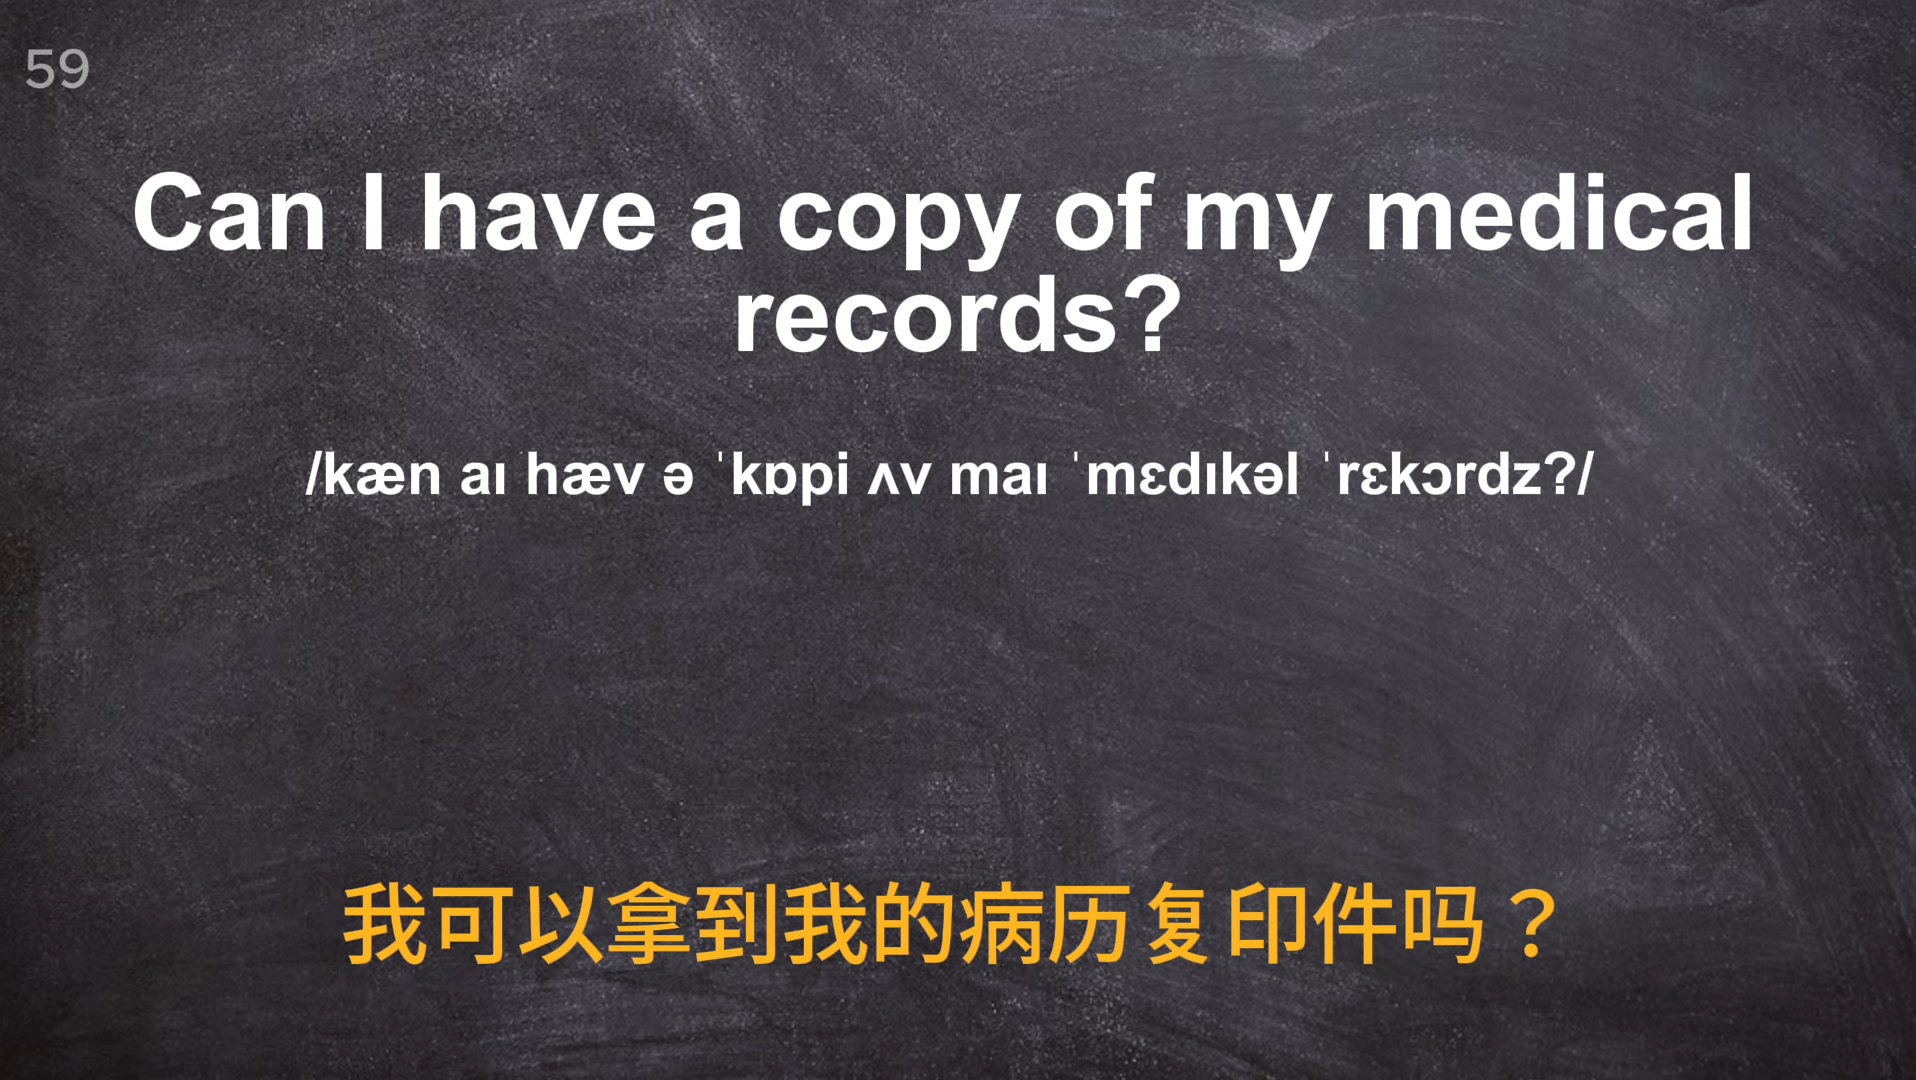 59
Can I have a copy of my medical
records?
/kæn aɪ hæv ə ˈkɒpi ʌv maɪ ˈmɛdɪkəl ˈrɛkɔrdz?/
我可以拿到我的病历复印件吗？